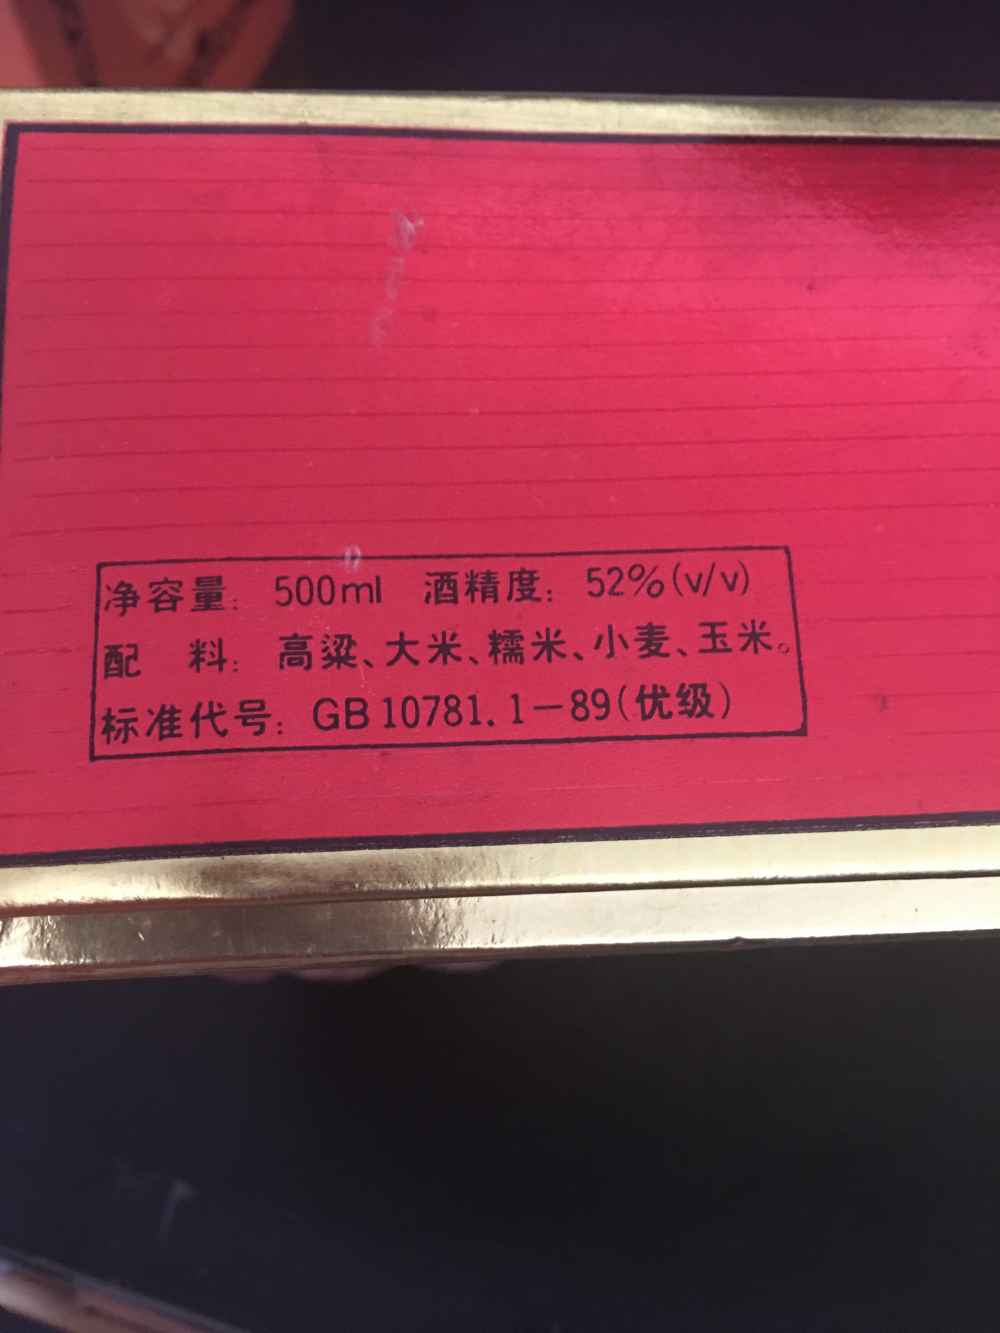 净容量: 500ml 酒精度: 52%(v/v)
配 料: 高粱、大米、糯米、小麦、玉米。
标准代号: GB 10781.1-89(优级)